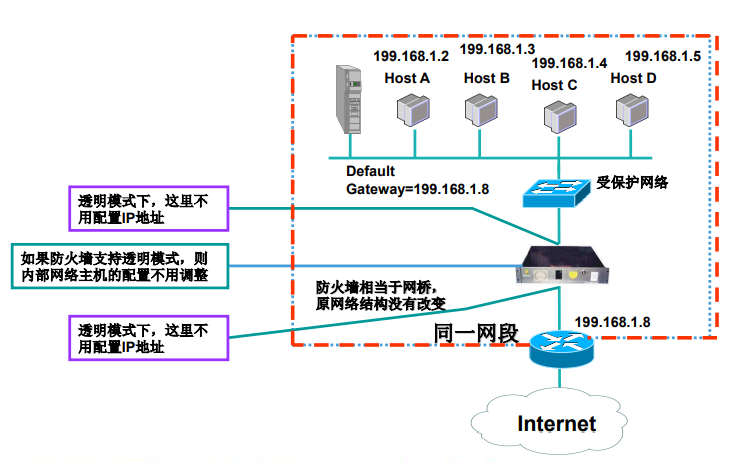 199.168.1.2
Host A
199.168.1.3
Host B
199.168.1.4
Host C
199.168.1.5
Host D
Default
Gateway=199.168.1.8
受保护网络
透明模式下，这里不
用配置IP地址
如果防火墙支持透明模式，则
内部网络主机的配置不用调整
防火墙相当于网桥，
原网络结构没有改变
透明模式下，这里不
用配置IP地址
同一网段
199.168.1.8
Internet